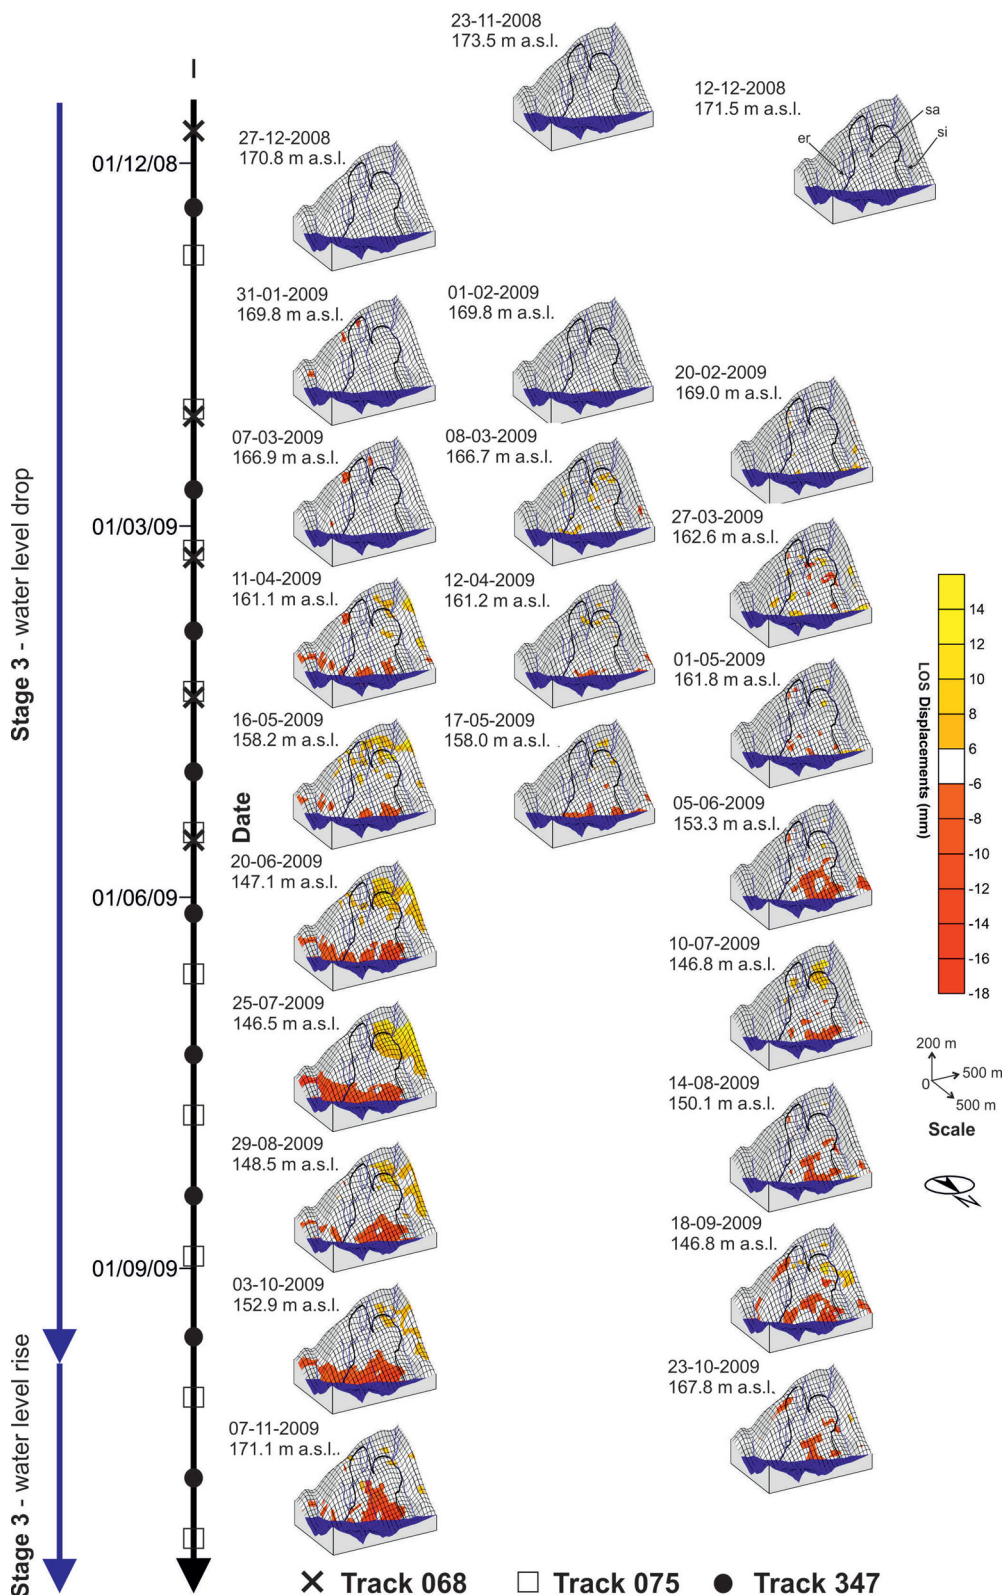 23-11-2008
173.5 m a.s.l.
12-12-2008
171.5 m a.s.l.
er
sa
si
27-12-2008
170.8 m a.s.l.
31-01-2009
169.8 m a.s.l.
01-02-2009
169.8 m a.s.l.
20-02-2009
169.0 m a.s.l.
07-03-2009
166.9 m a.s.l.
08-03-2009
166.7 m a.s.l.
27-03-2009
162.6 m a.s.l.
11-04-2009
161.1 m a.s.l.
12-04-2009
161.2 m a.s.l.
01-05-2009
161.8 m a.s.l.
16-05-2009
158.2 m a.s.l.
17-05-2009
158.0 m a.s.l.
05-06-2009
153.3 m a.s.l.
20-06-2009
147.1 m a.s.l.
10-07-2009
146.8 m a.s.l.
25-07-2009
146.5 m a.s.l.
14-08-2009
150.1 m a.s.l.
29-08-2009
148.5 m a.s.l.
18-09-2009
146.8 m a.s.l.
03-10-2009
152.9 m a.s.l.
23-10-2009
167.8 m a.s.l.
07-11-2009
171.1 m a.s.l..
01/12/08
01/03/09
01/06/09
01/09/09
Date
Stage 3 - water level drop
Stage 3 - water level rise
LOS Displacements (mm)
14
12
10
8
6
-6
-8
-10
-12
-14
-16
-18
200 m
500 m
0
500 m
Scale
N
Track 068
Track 075
Track 347